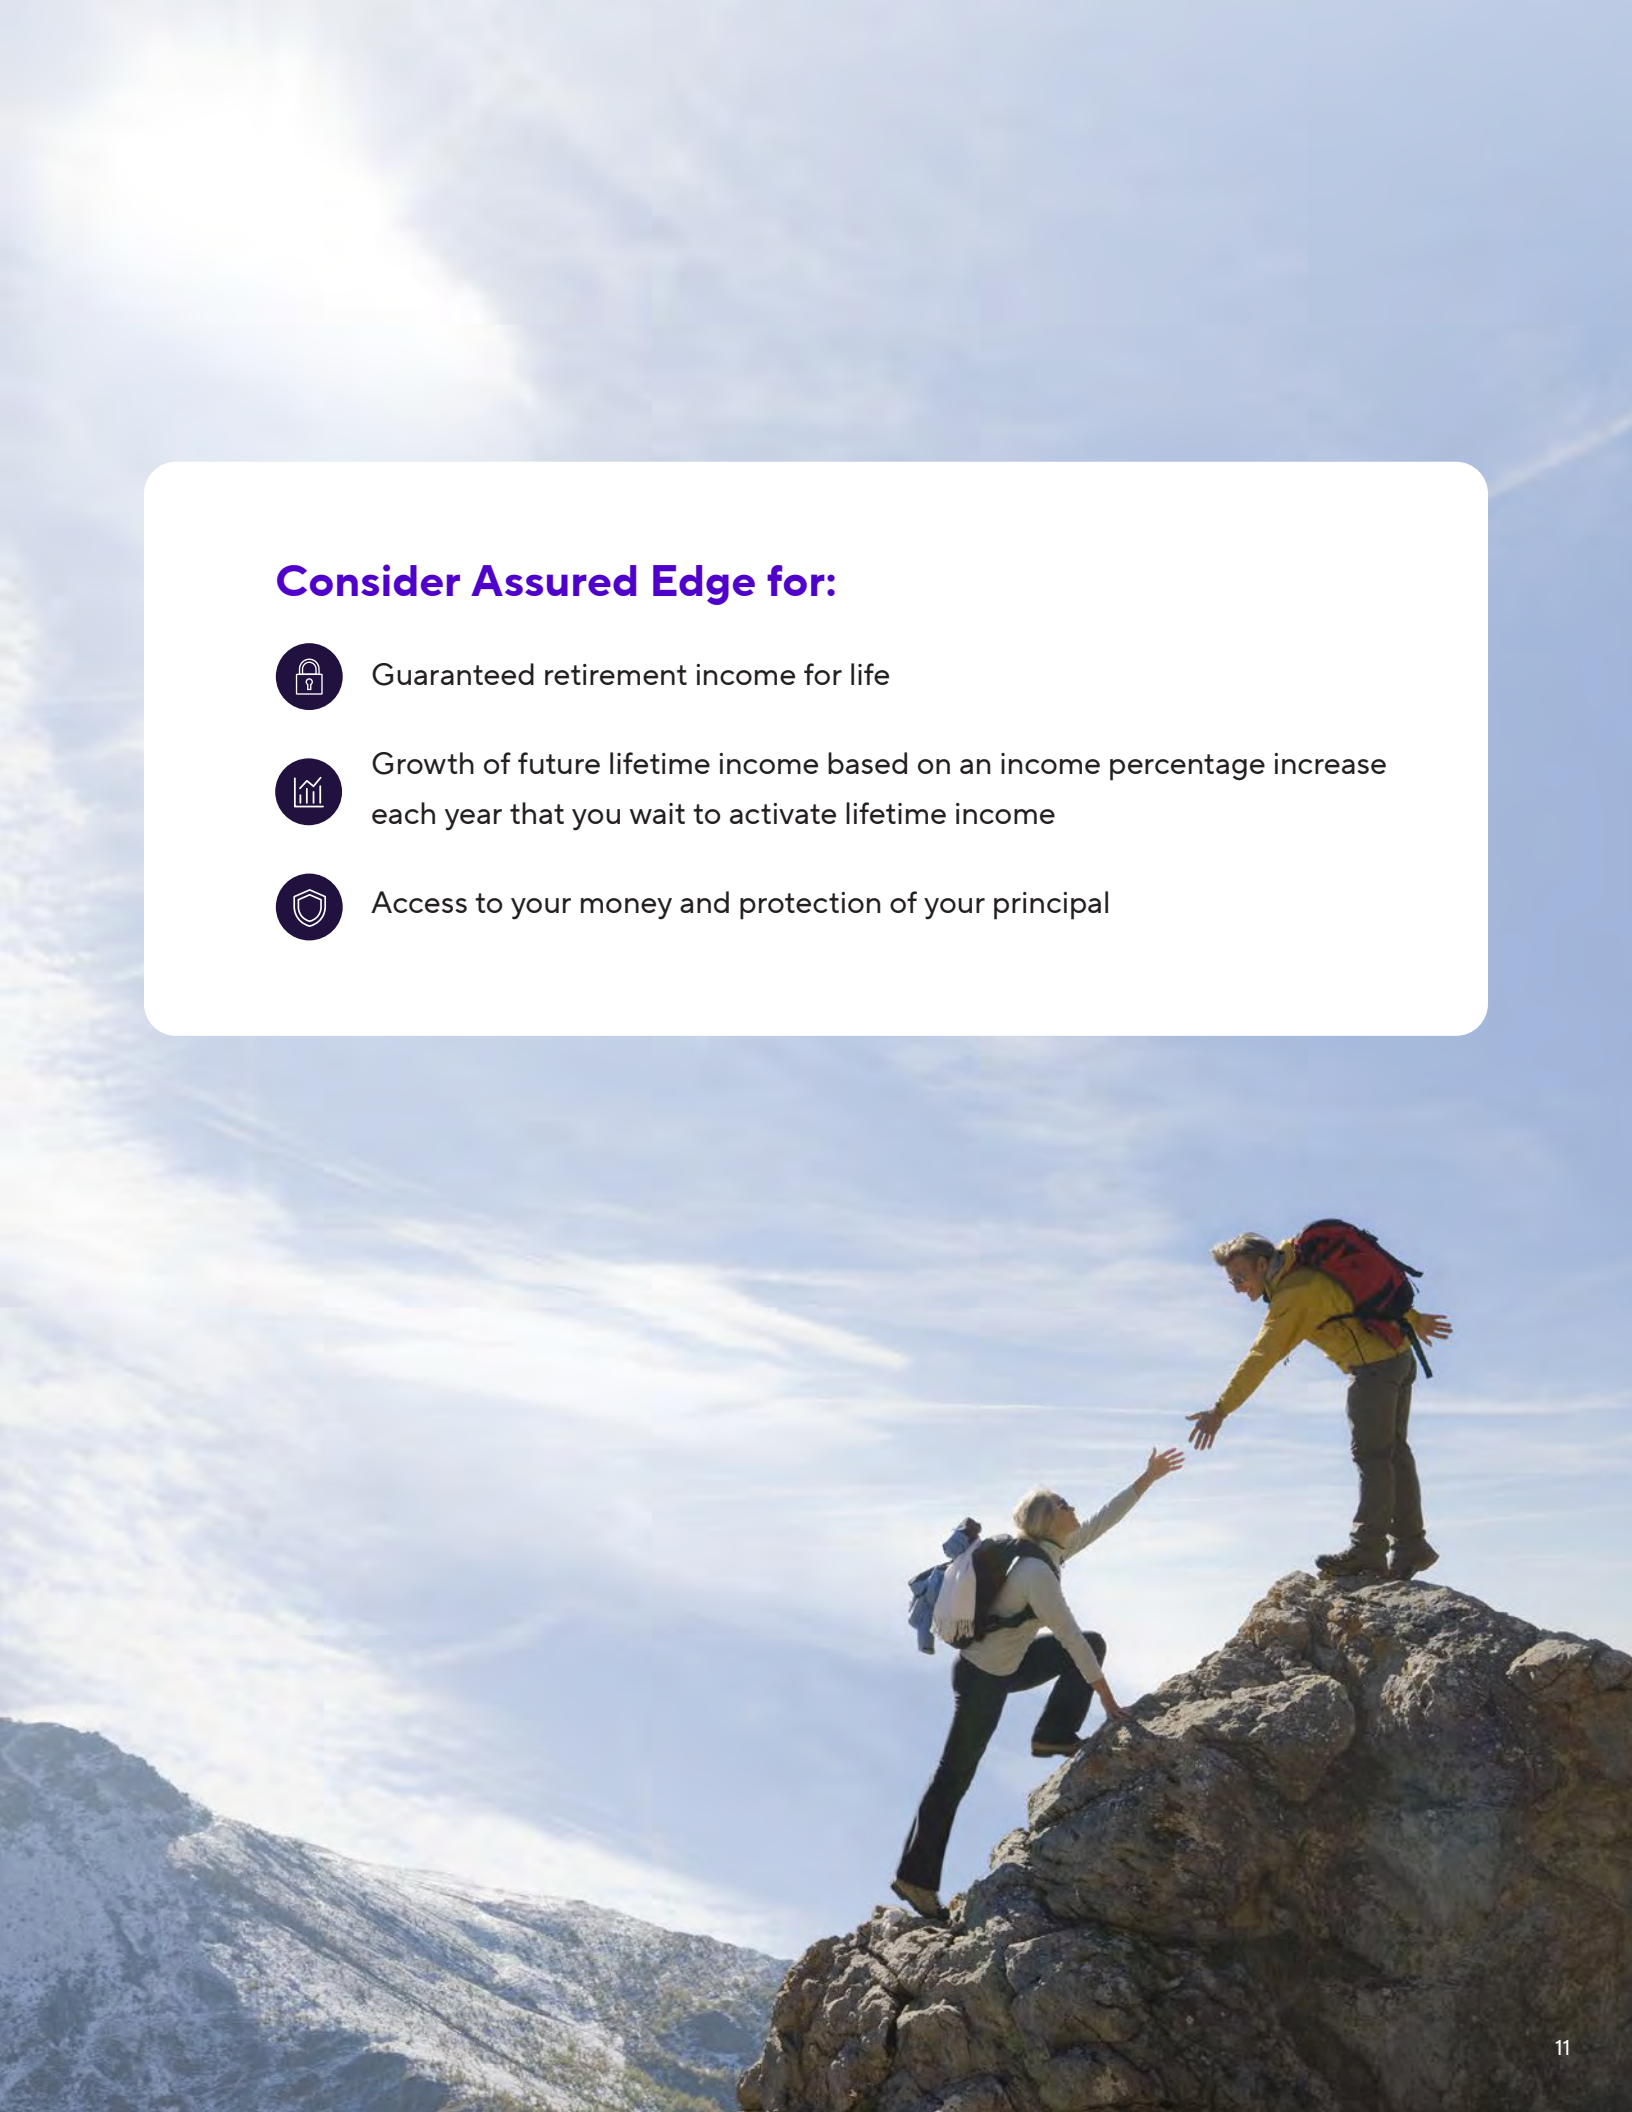 Consider Assured Edge for:
Guaranteed retirement income for life
Growth of future lifetime income based on an income percentage increase
each year that you wait to activate lifetime income
Access to your money and protection of your principal
11